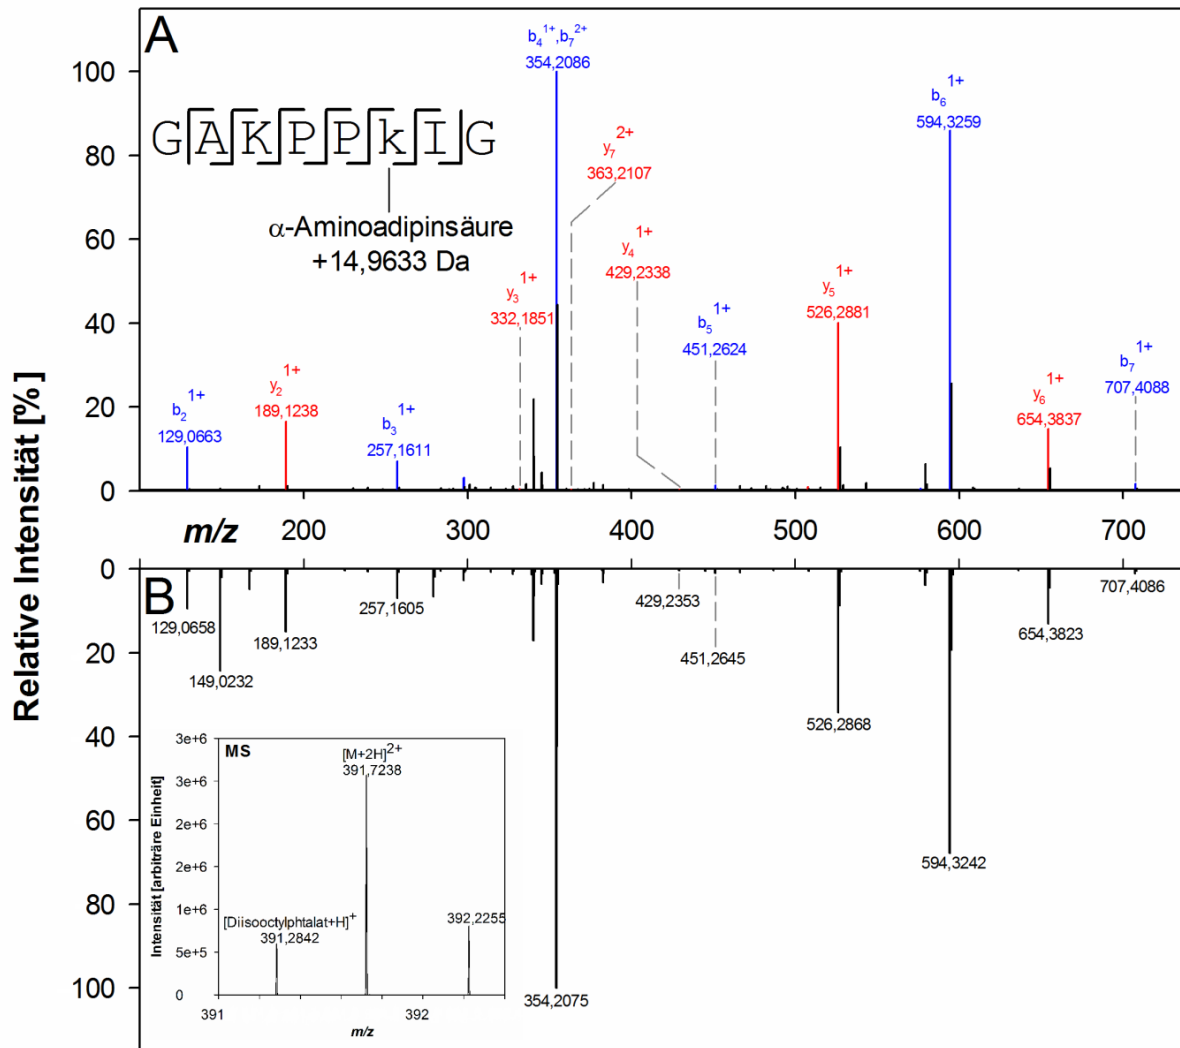 A
b4 1+, b7 2+
354,2086
b6 1+
594,3259
GAKPPkIG
α-Aminoadipinsäure
+14,9633 Da
y7 2+
363,2107
y4 1+
429,2338
y3 1+
332,1851
b5 1+
451,2624
y5 1+
526,2881
b7 1+
707,4088
b2 1+
129,0663
y2 1+
189,1238
b3 1+
257,1611
y6 1+
654,3837
100
80
60
40
20
0
m/z
200
300
400
500
600
700
Relative Intensität [%]
0
20
40
60
80
100
B
129,0658
149,0232
189,1233
257,1605
429,2353
451,2645
707,4086
654,3823
526,2868
594,3242
354,2075
MS
[M+2H]2+
391,7238
[Diisooctylphtalat+H]+
391,2842
392,2255
Intensität [arbiträre Einheit]
3e+6
3e+6
2e+6
2e+6
1e+6
5e+5
0
391
392
m/z